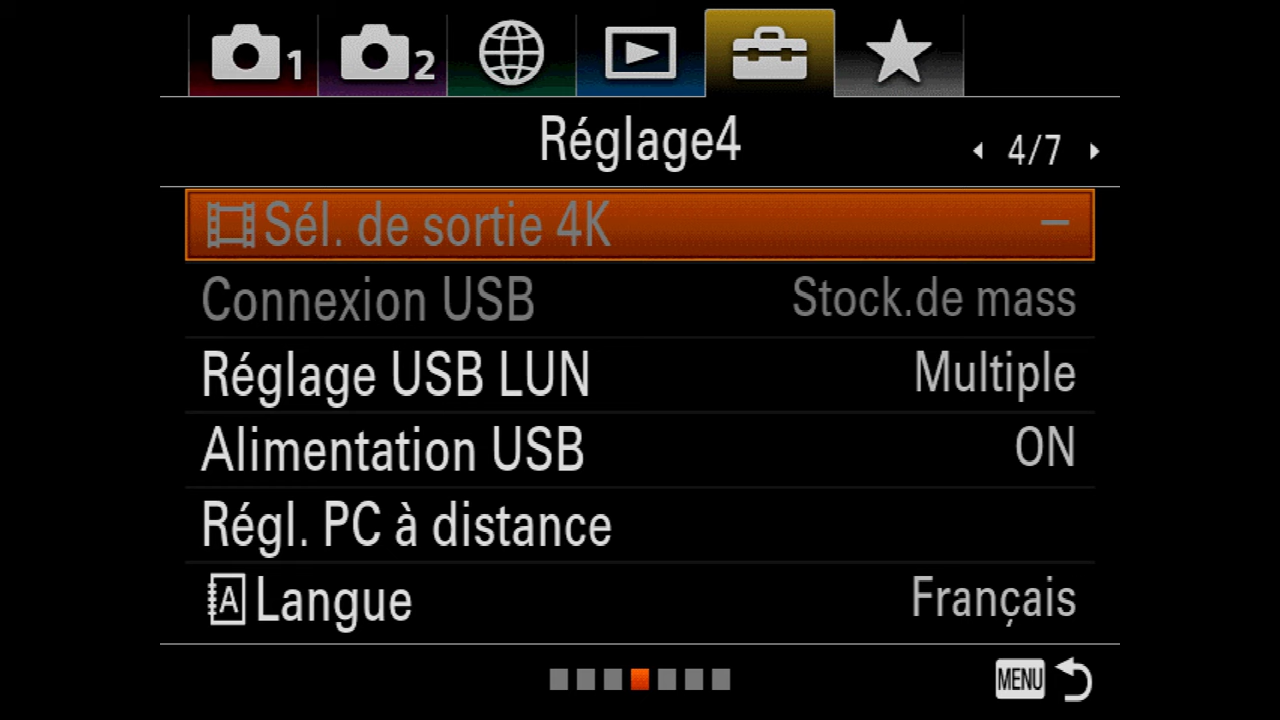 1 2
Réglage4 4/7
Sél. de sortie 4K –
Connexion USB Stock.de mass
Réglage USB LUN Multiple
Alimentation USB ON
Régl. PC à distance
A Langue Français
MENU